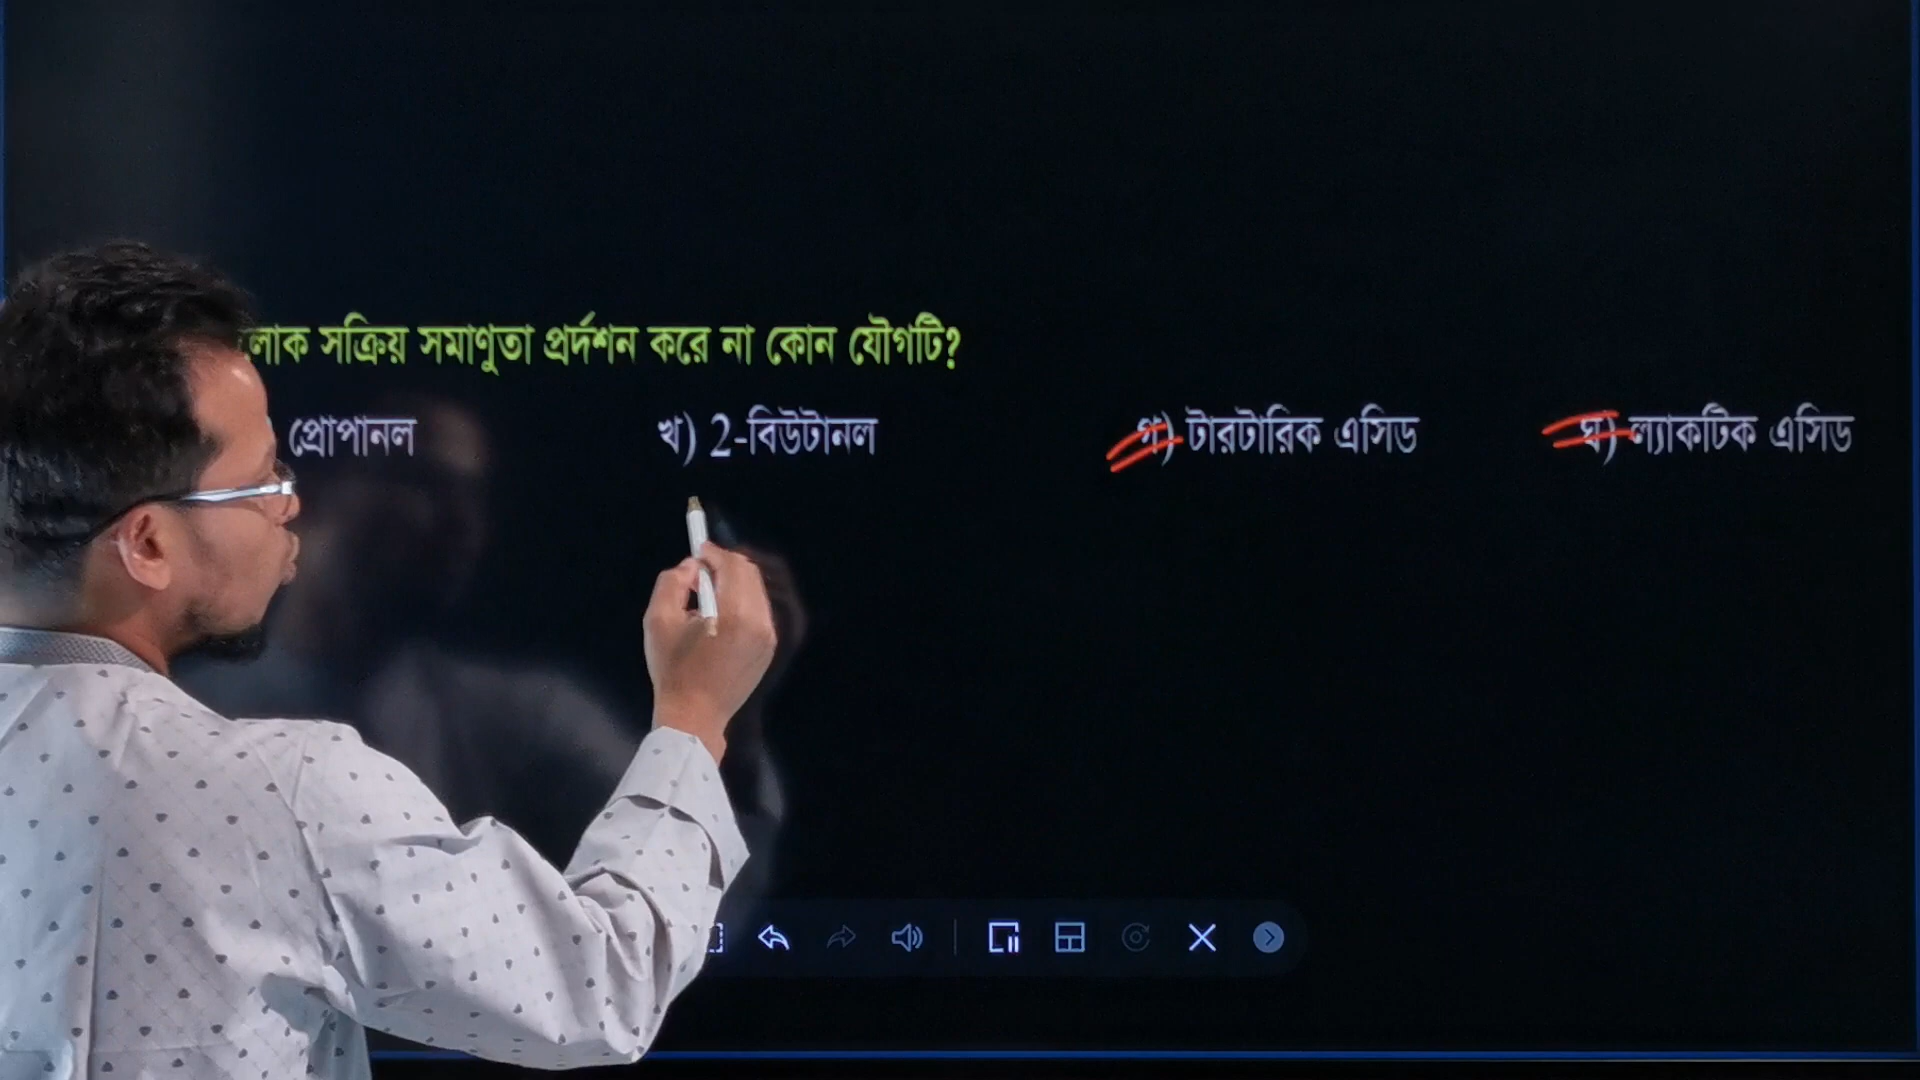 সক্রিয় সমাণুতা প্রর্দশন করে না কোন যৌগটি?
প্রোপানল খ) 2-বিউটানল গ) টারটারিক এসিড ঘ) ল্যাকটিক এসিড